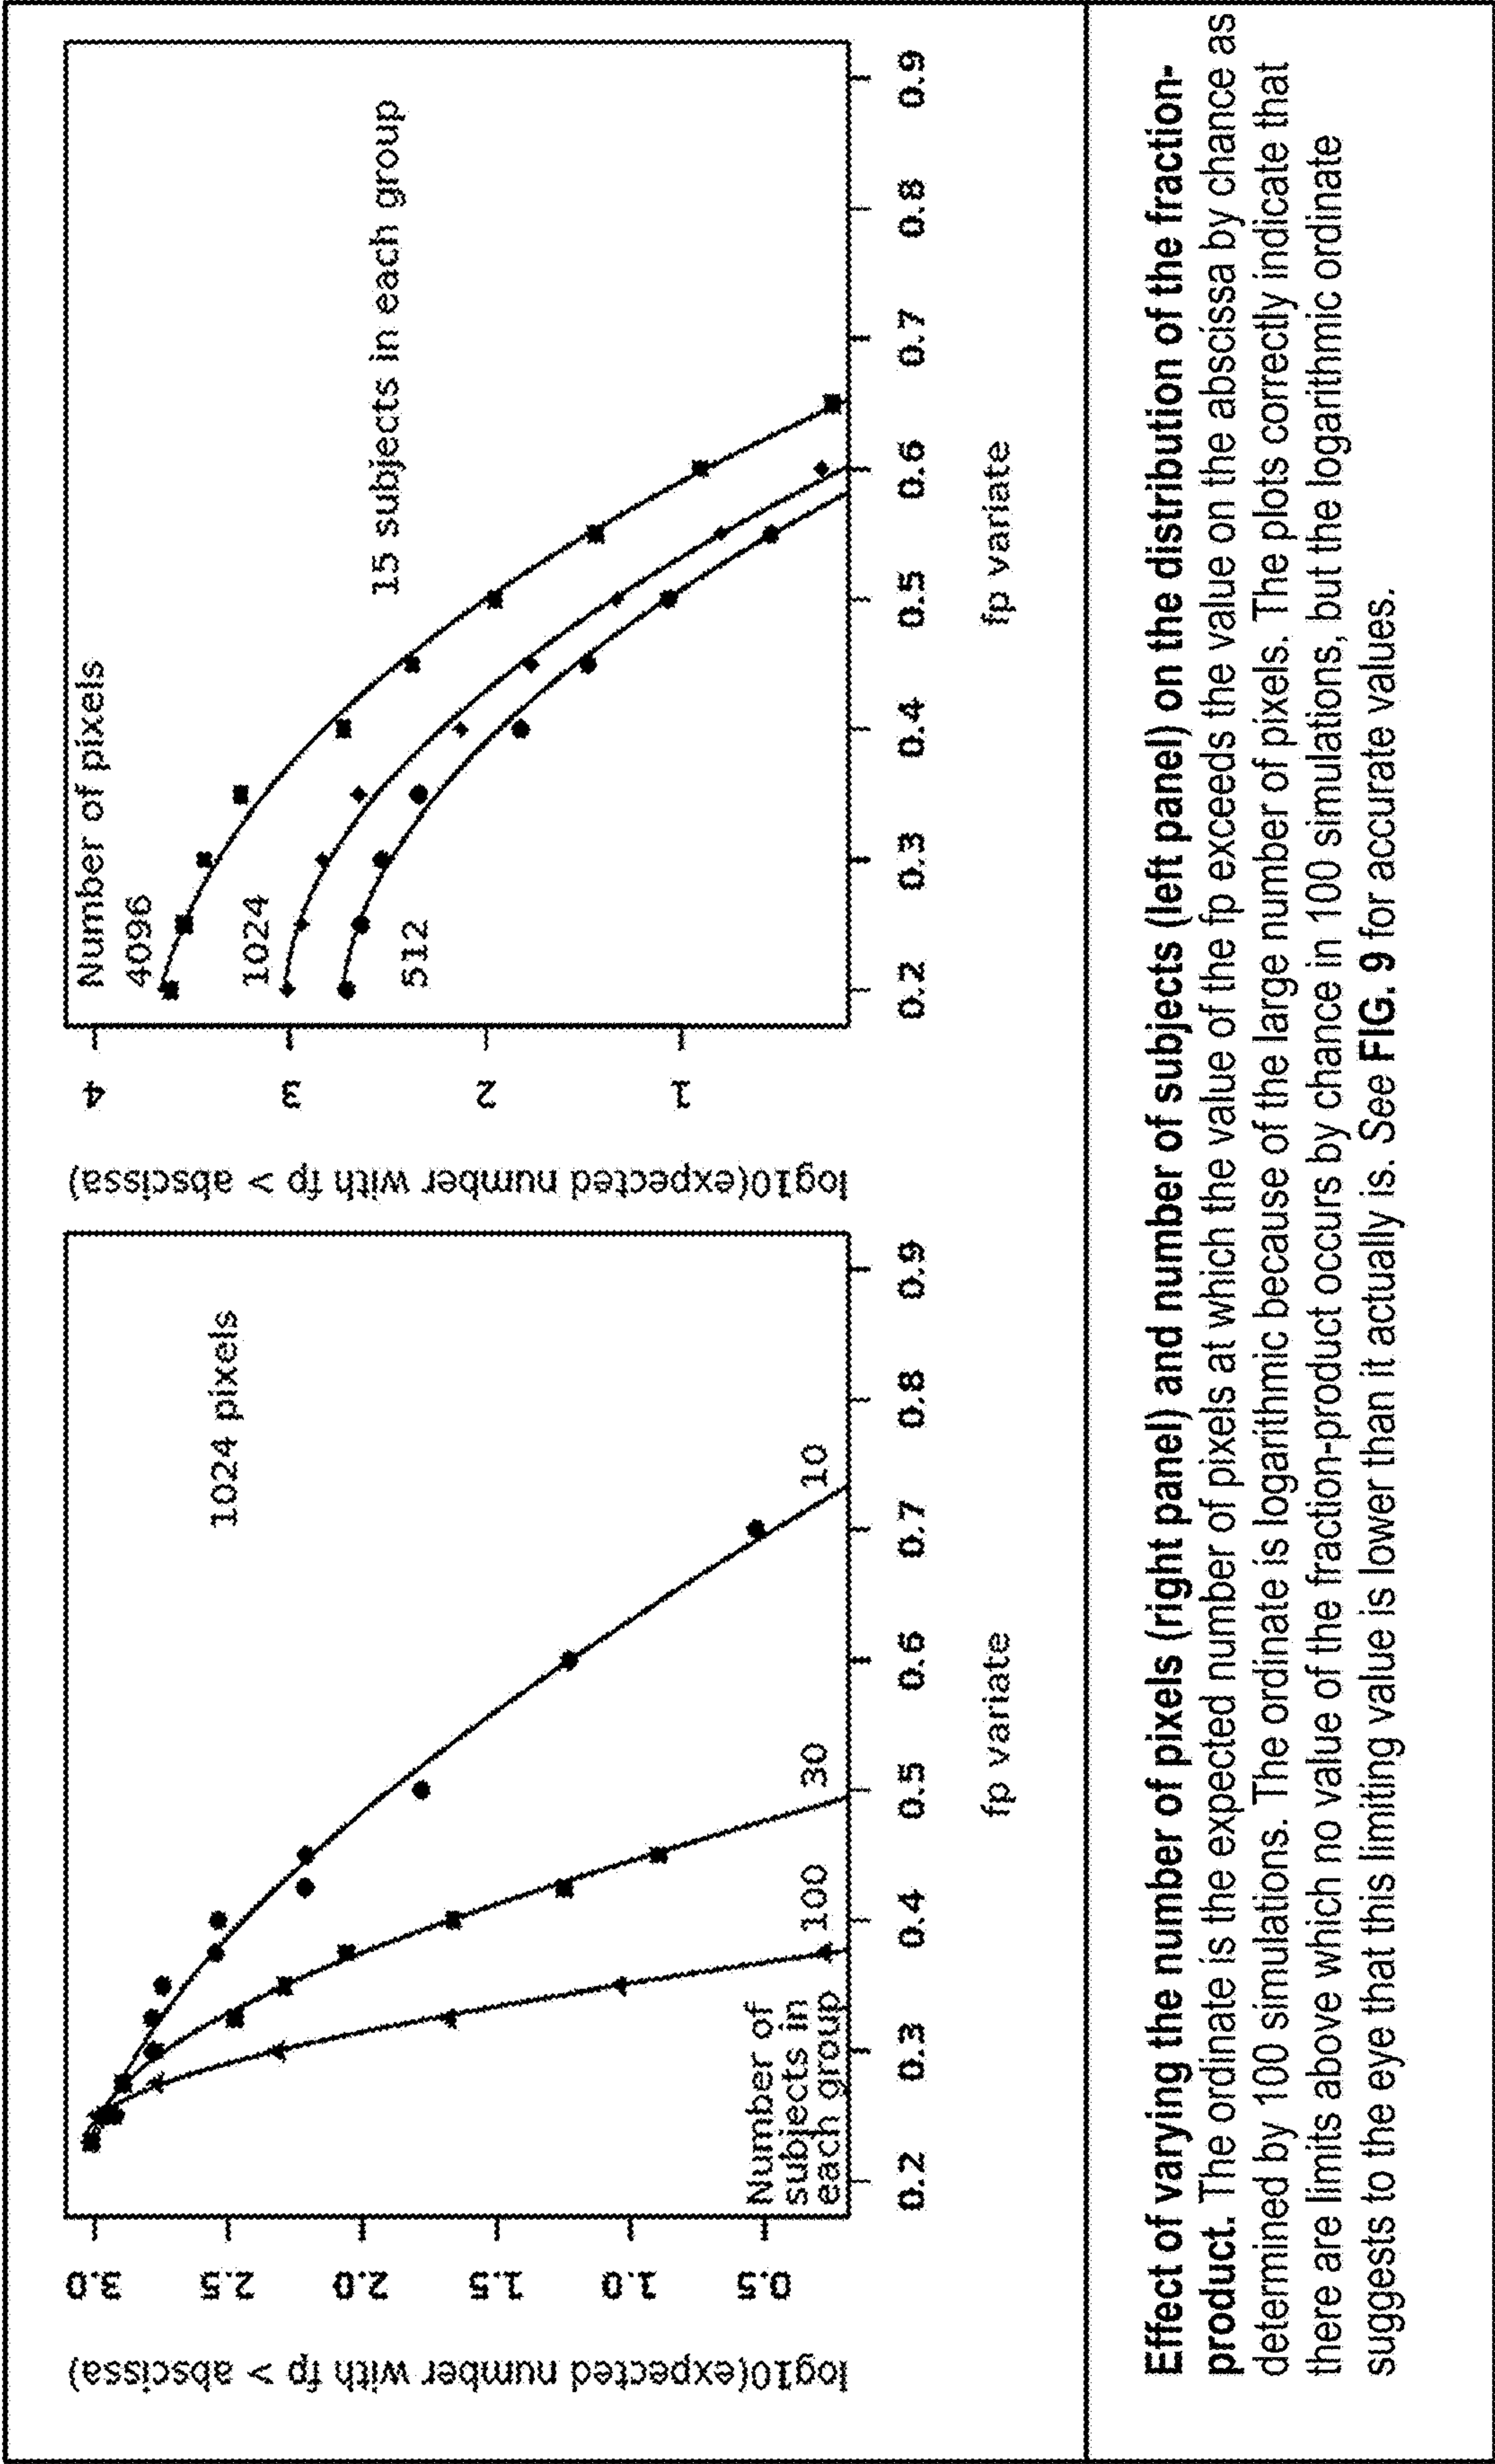 log10(expected number with fp > abscissa)
3.0
2.5
2.0
1.5
1.0
0.5
1024 pixels
Number of
subjects in
each group
100
30
10
0.2
0.3
0.4
0.5
0.6
0.7
0.8
0.9
fp variate
log10(expected number with fp > abscissa)
4
3
2
1
Number of pixels
4096
1024
512
15 subjects in each group
0.2
0.3
0.4
0.5
0.6
0.7
0.8
0.9
fp variate
Effect of varying the number of pixels (right panel) and number of subjects (left panel) on the distribution of the fraction-
product. The ordinate is the expected number of pixels at which the value of the fp exceeds the value on the abscissa by chance as
determined by 100 simulations. The ordinate is logarithmic because of the large number of pixels. The plots correctly indicate that
there are limits above which no value of the fraction-product occurs by chance in 100 simulations, but the logarithmic ordinate
suggests to the eye that this limiting value is lower than it actually is. See FIG. 9 for accurate values.